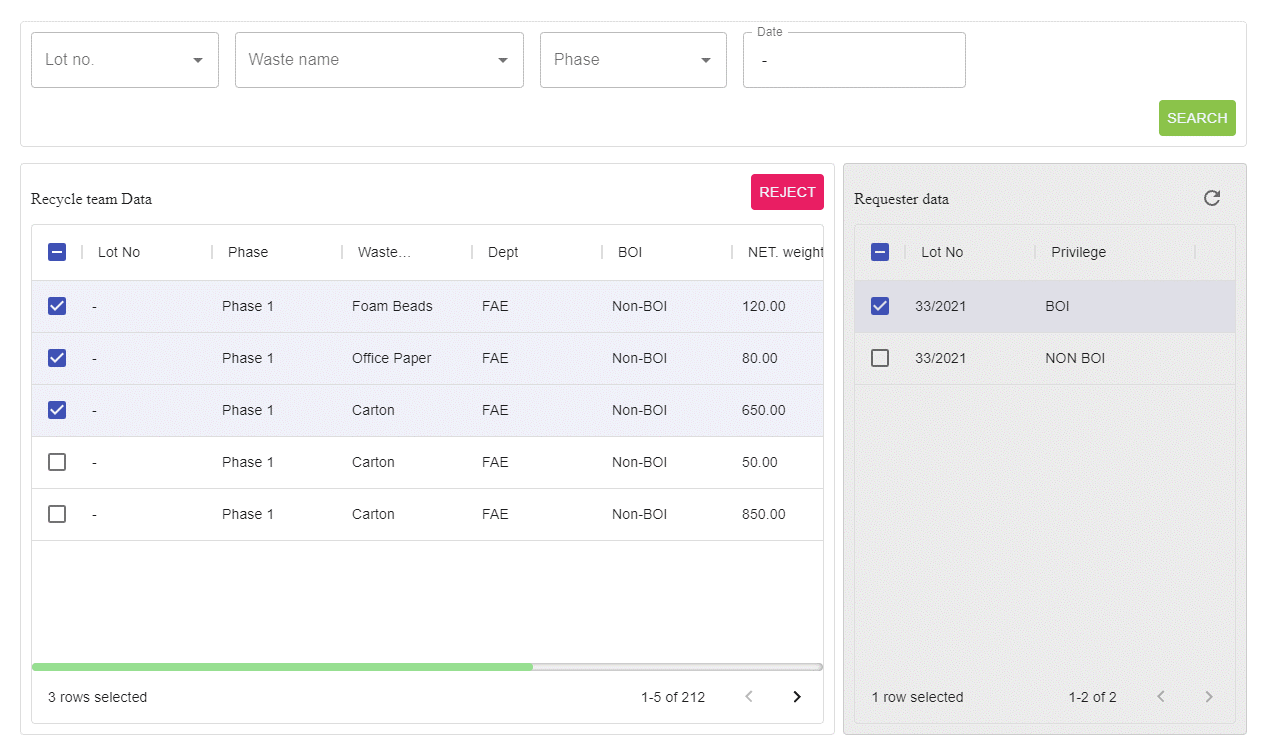 Lot no. Waste name Phase Date -
SEARCH
Recycle team Data REJECT
Lot No Phase Waste... Dept BOI NET. weight
- Phase 1 Foam Beads FAE Non-BOI 120.00
- Phase 1 Office Paper FAE Non-BOI 80.00
- Phase 1 Carton FAE Non-BOI 650.00
- Phase 1 Carton FAE Non-BOI 50.00
- Phase 1 Carton FAE Non-BOI 850.00
3 rows selected 1-5 of 212
Requester data
Lot No Privilege
33/2021 BOI
33/2021 NON BOI
1 row selected 1-2 of 2